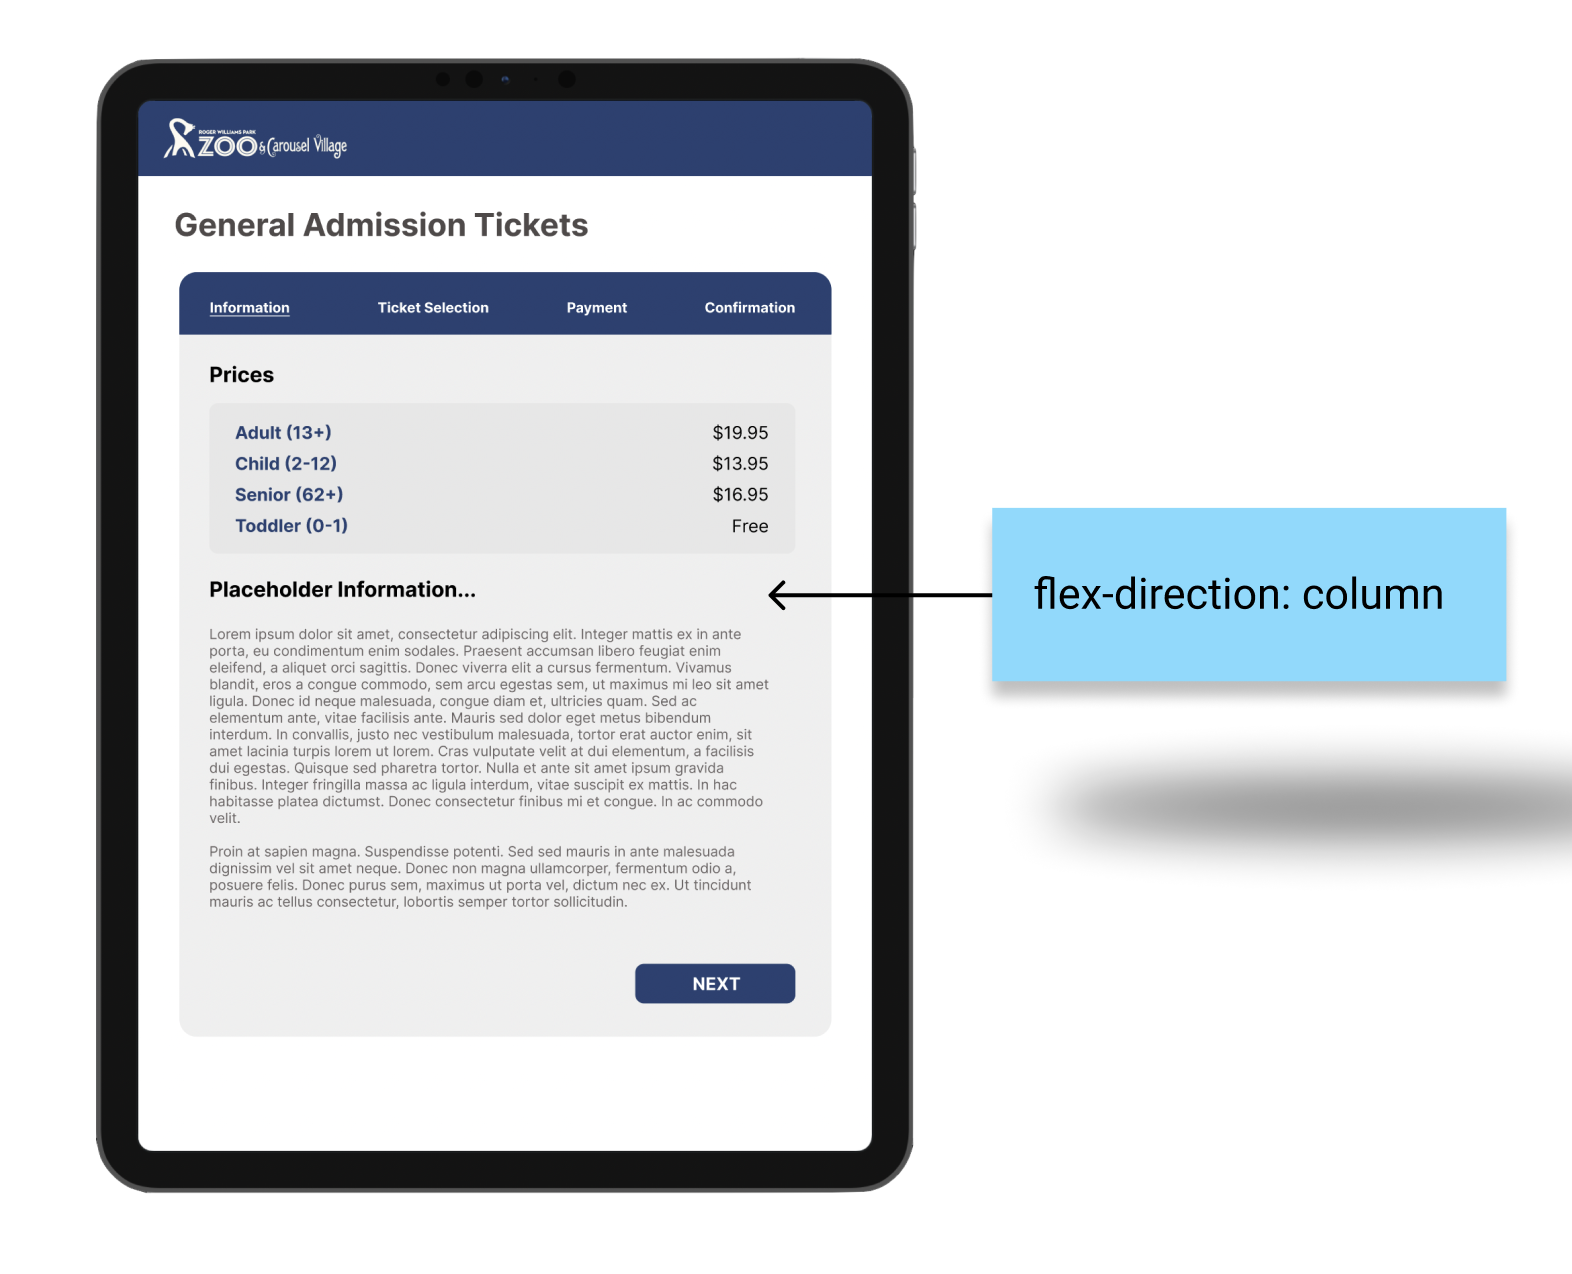 ROGER WILLIAMS PARK
ZOO & Carousel Village
General Admission Tickets
Information Ticket Selection Payment Confirmation
Prices
Adult (13+) $19.95
Child (2-12) $13.95
Senior (62+) $16.95
Toddler (0-1) Free
Placeholder Information...
flex-direction: column
Lorem ipsum dolor sit amet, consectetur adipiscing elit. Integer mattis ex in ante
porta, eu condimentum enim sodales. Praesent accumsan libero feugiat enim
eleifend, a aliquet orci sagittis. Donec viverra elit a cursus fermentum. Vivamus
blandit, eros a congue commodo, sem arcu egestas sem, ut maximus mi leo sit amet
ligula. Donec id neque malesuada, congue diam et, ultricies quam. Sed ac
elementum ante, vitae facilisis ante. Mauris sed dolor eget metus bibendum
interdum. In convallis, justo nec vestibulum malesuada, tortor erat auctor enim, sit
amet lacinia turpis lorem ut lorem. Cras vulputate velit at dui elementum, a facilisis
dui egestas. Quisque sed pharetra tortor. Nulla et ante sit amet ipsum gravida
finibus. Integer fringilla massa ac ligula interdum, vitae suscipit ex mattis. In hac
habitasse platea dictumst. Donec consectetur finibus mi et congue. In ac commodo
velit.
Proin at sapien magna. Suspendisse potenti. Sed sed mauris in ante malesuada
dignissim vel sit amet neque. Donec non magna ullamcorper, fermentum odio a,
posuere felis. Donec purus sem, maximus ut porta vel, dictum nec ex. Ut tincidunt
mauris ac tellus consectetur, lobortis semper tortor sollicitudin.
NEXT